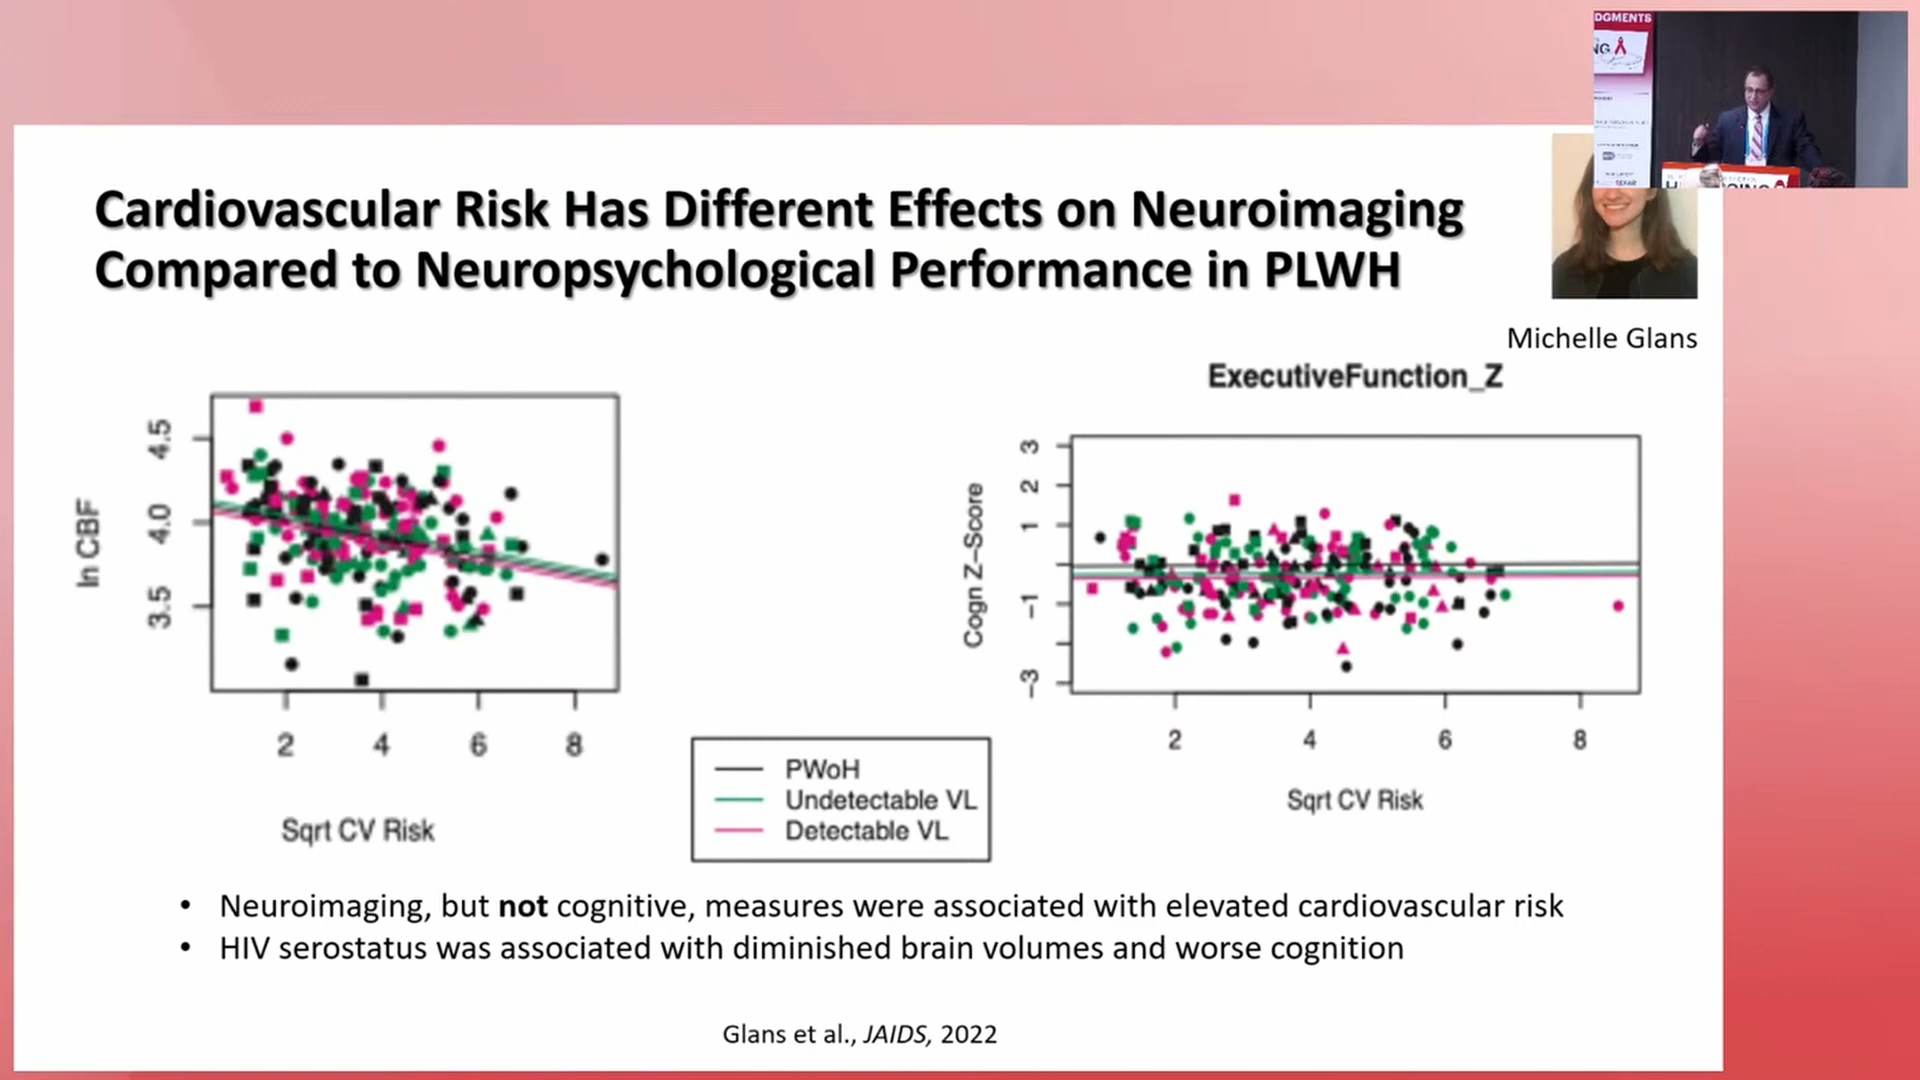 DGMENTS
Cardiovascular Risk Has Different Effects on Neuroimaging
Compared to Neuropsychological Performance in PLWH
Michelle Glans
ln CBF
4.5
4.0
3.5
2 4 6 8
Sqrt CV Risk
ExecutiveFunction_Z
Cogn Z-Score
3
2
1
-1
-3
2 4 6 8
Sqrt CV Risk
PWoH
Undetectable VL
Detectable VL
• Neuroimaging, but not cognitive, measures were associated with elevated cardiovascular risk
• HIV serostatus was associated with diminished brain volumes and worse cognition
Glans et al., JAIDS, 2022